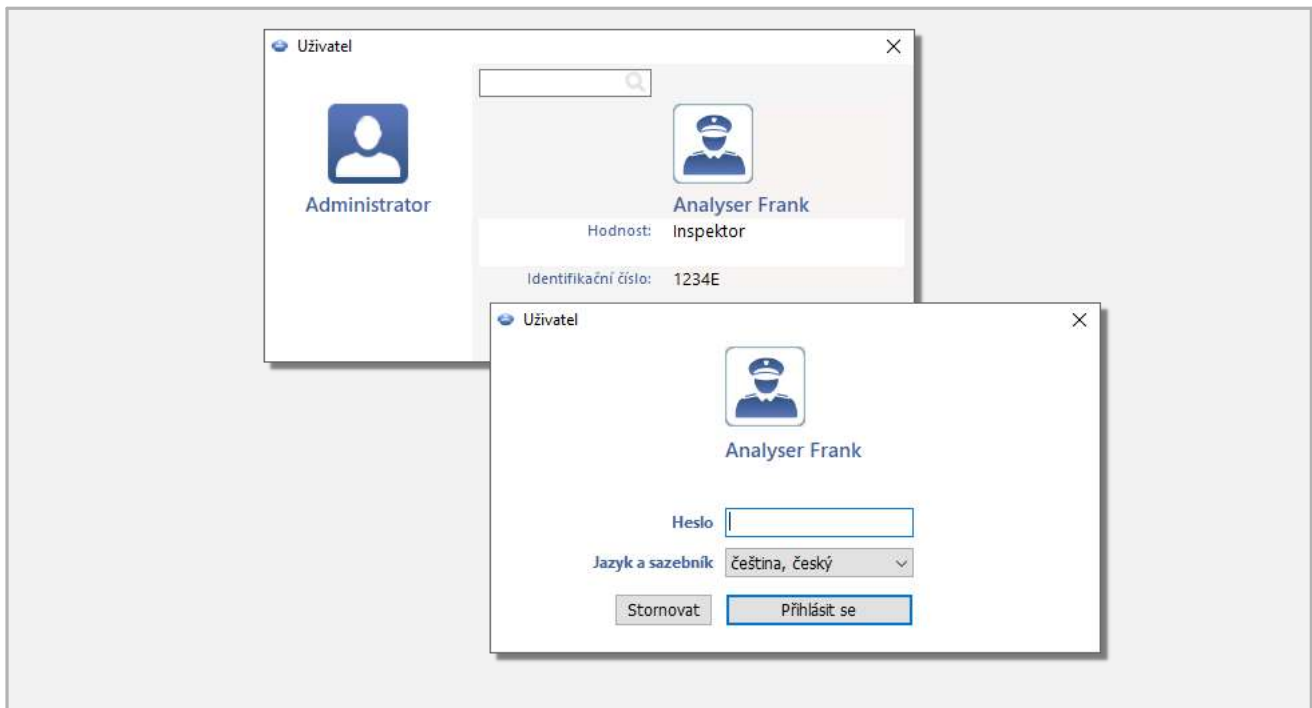 Uživatel
Administrator
Analyser Frank
Hodnost: Inspektor
Identifikační číslo: 1234E
Uživatel
Analyser Frank
Heslo
Jazyk a sazebník čeština, český
Stornovat Přihlásit se